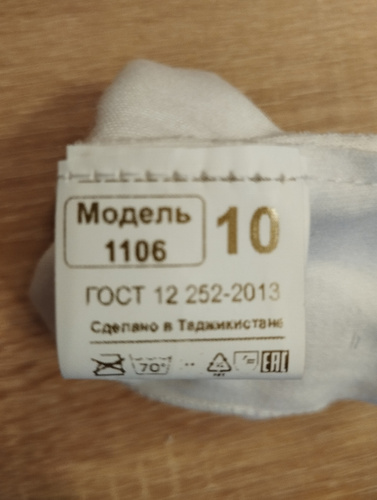 Модель
1106
10
ГОСТ 12 252-2013
Сделано в Таджикистане
70°
EAC